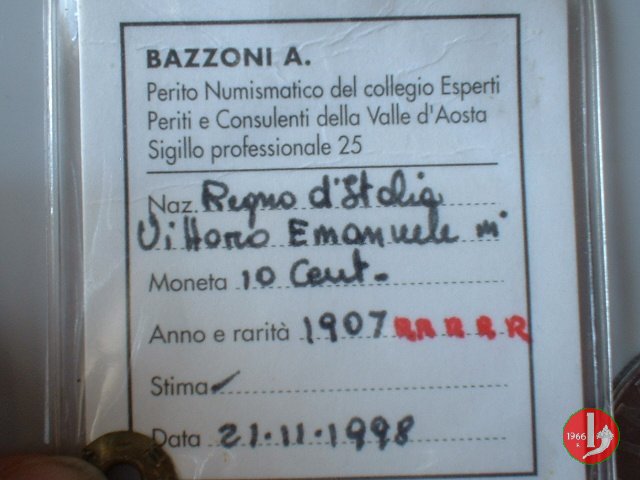 BAZZONI A.
Perito Numismatico del collegio Esperti
Periti e Consulenti della Valle d'Aosta
Sigillo professionale 25
Naz. Regno d'Italia
Vittorio Emanuele III°
Moneta 10 Cent.
Anno e rarità 1907 RR R R R
Stima
Data 21.11.1998
1966